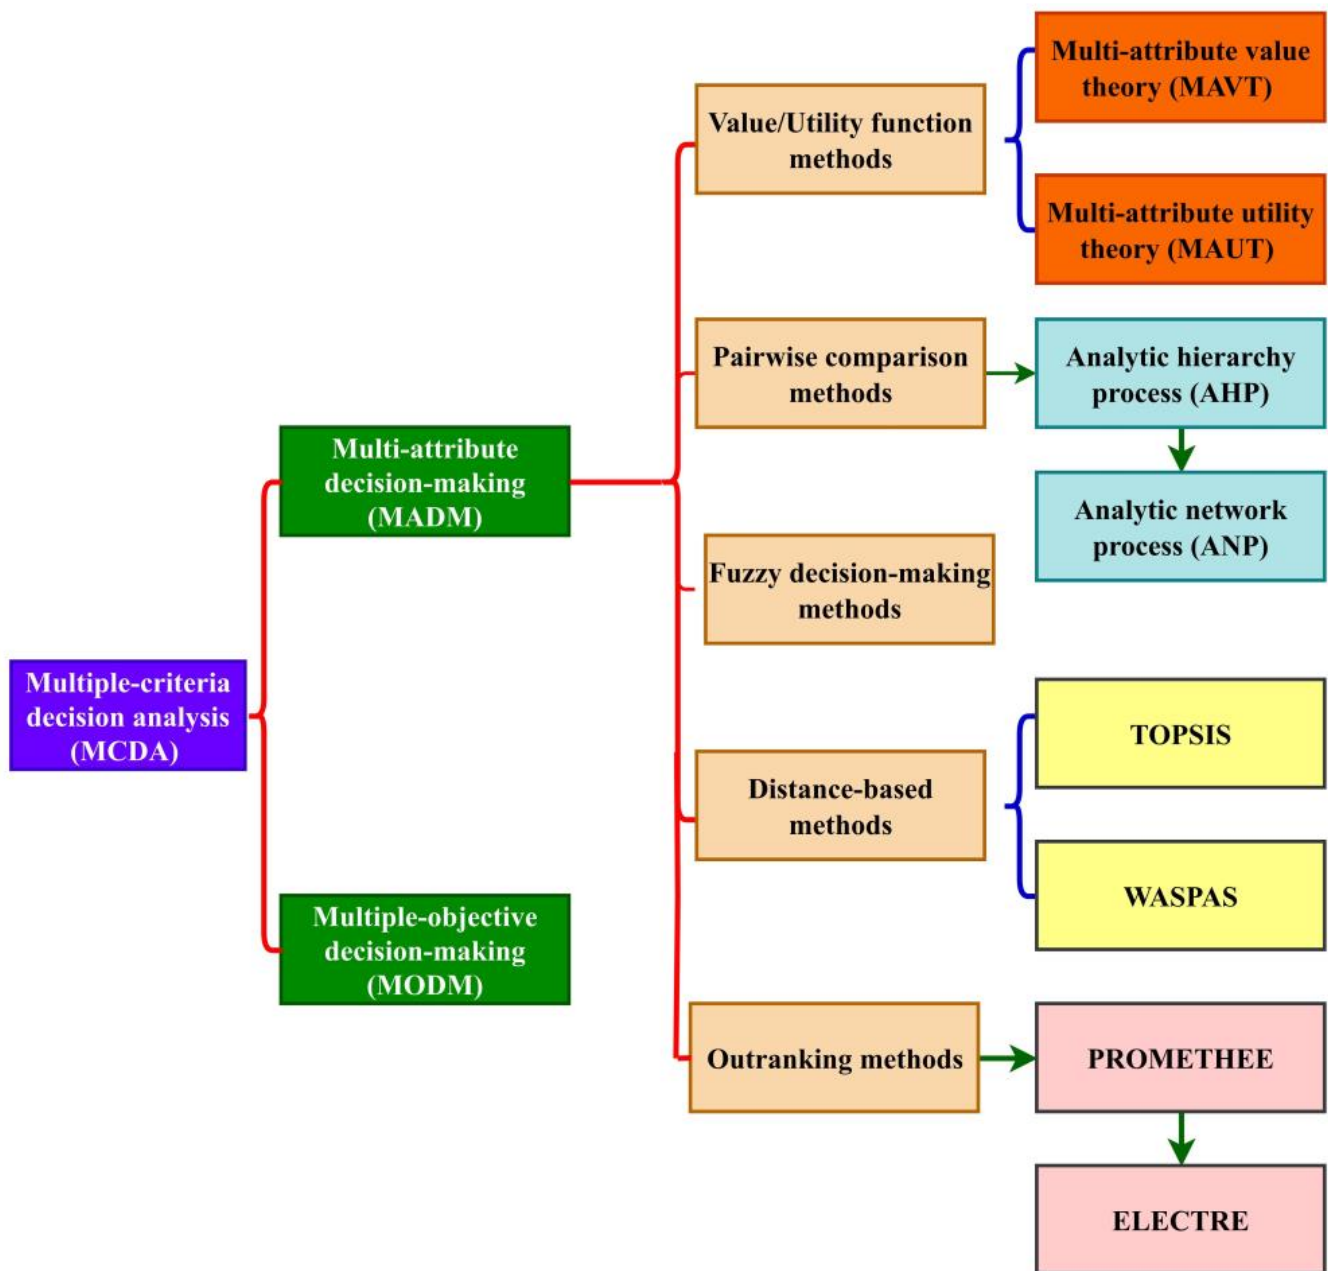 Multiple-criteria
decision analysis
(MCDA)
Multi-attribute
decision-making
(MADM)
Multiple-objective
decision-making
(MODM)
Value/Utility function
methods
Pairwise comparison
methods
Fuzzy decision-making
methods
Distance-based
methods
Outranking methods
Multi-attribute value
theory (MAVT)
Multi-attribute utility
theory (MAUT)
Analytic hierarchy
process (AHP)
Analytic network
process (ANP)
TOPSIS
WASPAS
PROMETHEE
ELECTRE